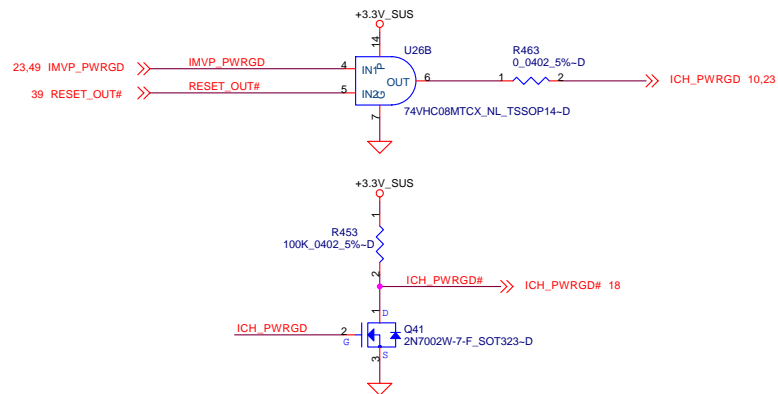 +3.3V_SUS
14
U26B
R463
0_0402_5%~D
23,49 IMVP_PWRGD
IMVP_PWRGD
4
IN1
P
OUT
6
1
2
ICH_PWRGD 10,23
39 RESET_OUT#
RESET_OUT#
5
IN2
G
7
74VHC08MTCX_NL_TSSOP14~D
+3.3V_SUS
1
R453
100K_0402_5%~D
2
ICH_PWRGD#
ICH_PWRGD# 18
1
D
ICH_PWRGD
2
G
Q41
2N7002W-7-F_SOT323~D
S
3